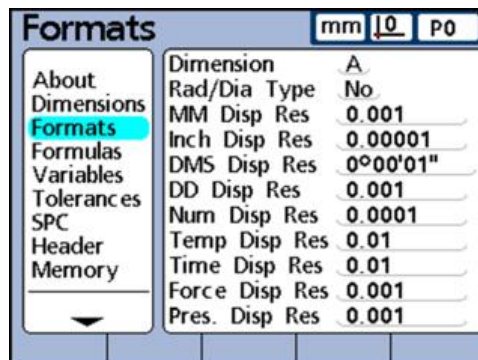 Formats
mm 0 P0
About
Dimensions
Formats
Formulas
Variables
Tolerances
SPC
Header
Memory
Dimension A
Rad/Dia Type No
MM Disp Res 0.001
Inch Disp Res 0.00001
DMS Disp Res 0°00'01"
DD Disp Res 0.001
Num Disp Res 0.0001
Temp Disp Res 0.01
Time Disp Res 0.01
Force Disp Res 0.001
Pres. Disp Res 0.001